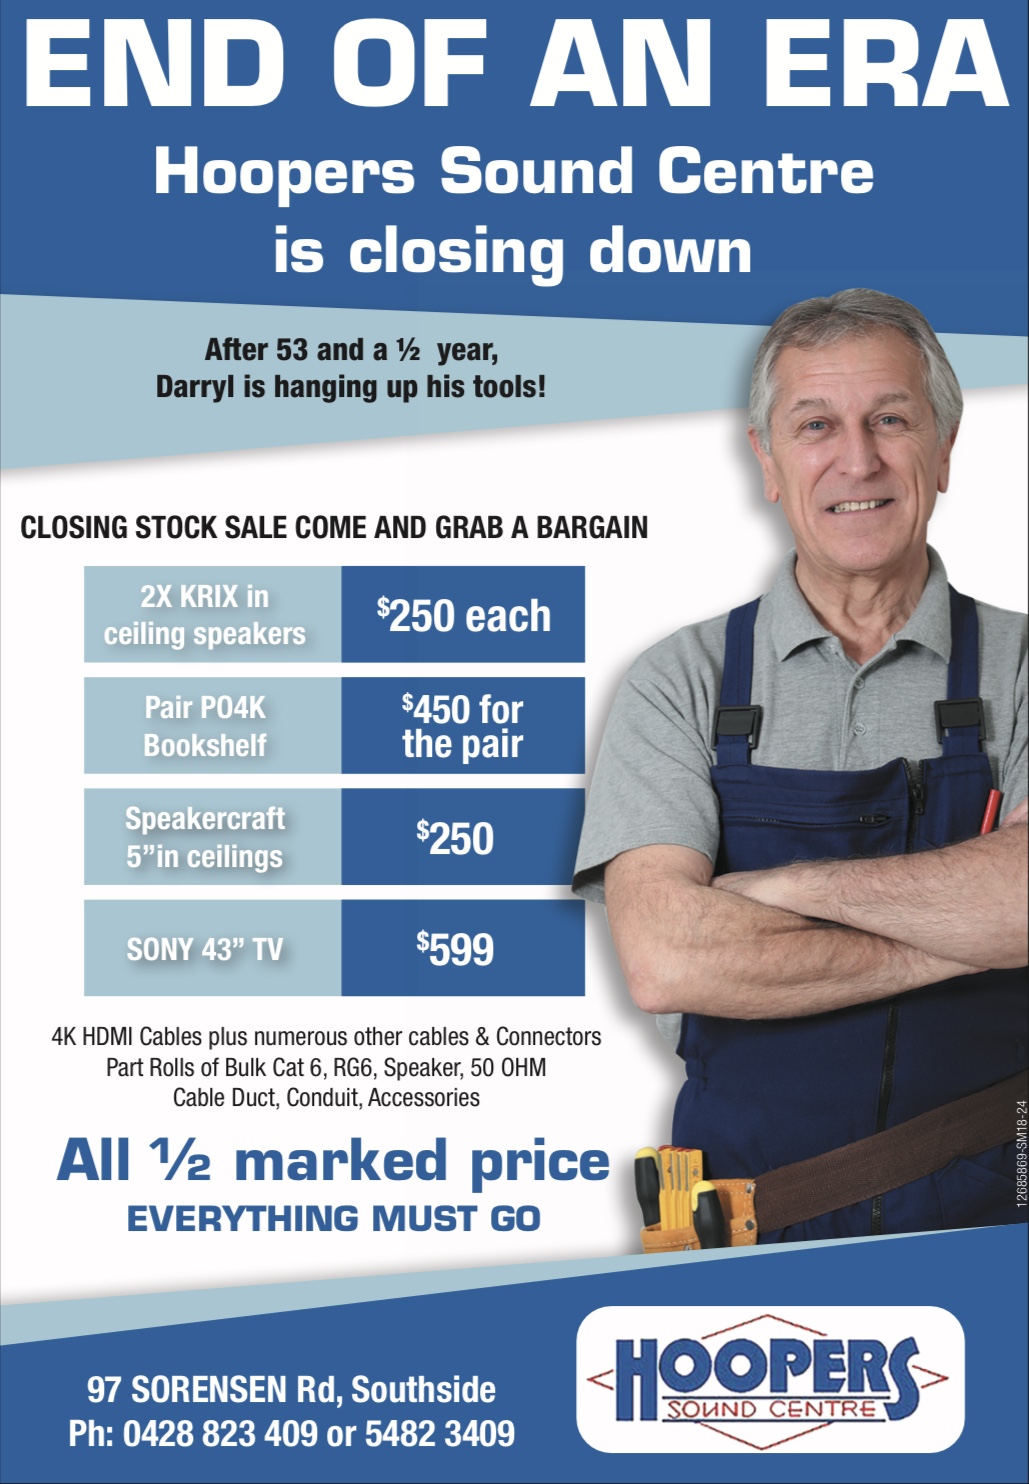 END OF AN ERA
Hoopers Sound Centre
is closing down
After 53 and a ½ year,
Darryl is hanging up his tools!
CLOSING STOCK SALE COME AND GRAB A BARGAIN
2X KRIX in
ceiling speakers
$250 each
Pair PO4K
Bookshelf
$450 for
the pair
Speakercraft
5”in ceilings
$250
SONY 43” TV
$599
4K HDMI Cables plus numerous other cables & Connectors
Part Rolls of Bulk Cat 6, RG6, Speaker, 50 OHM
Cable Duct, Conduit, Accessories
All ½ marked price
EVERYTHING MUST GO
12685869-SM18-24
97 SORENSEN Rd, Southside
Ph: 0428 823 409 or 5482 3409
HOOPERS
SOUND CENTRE